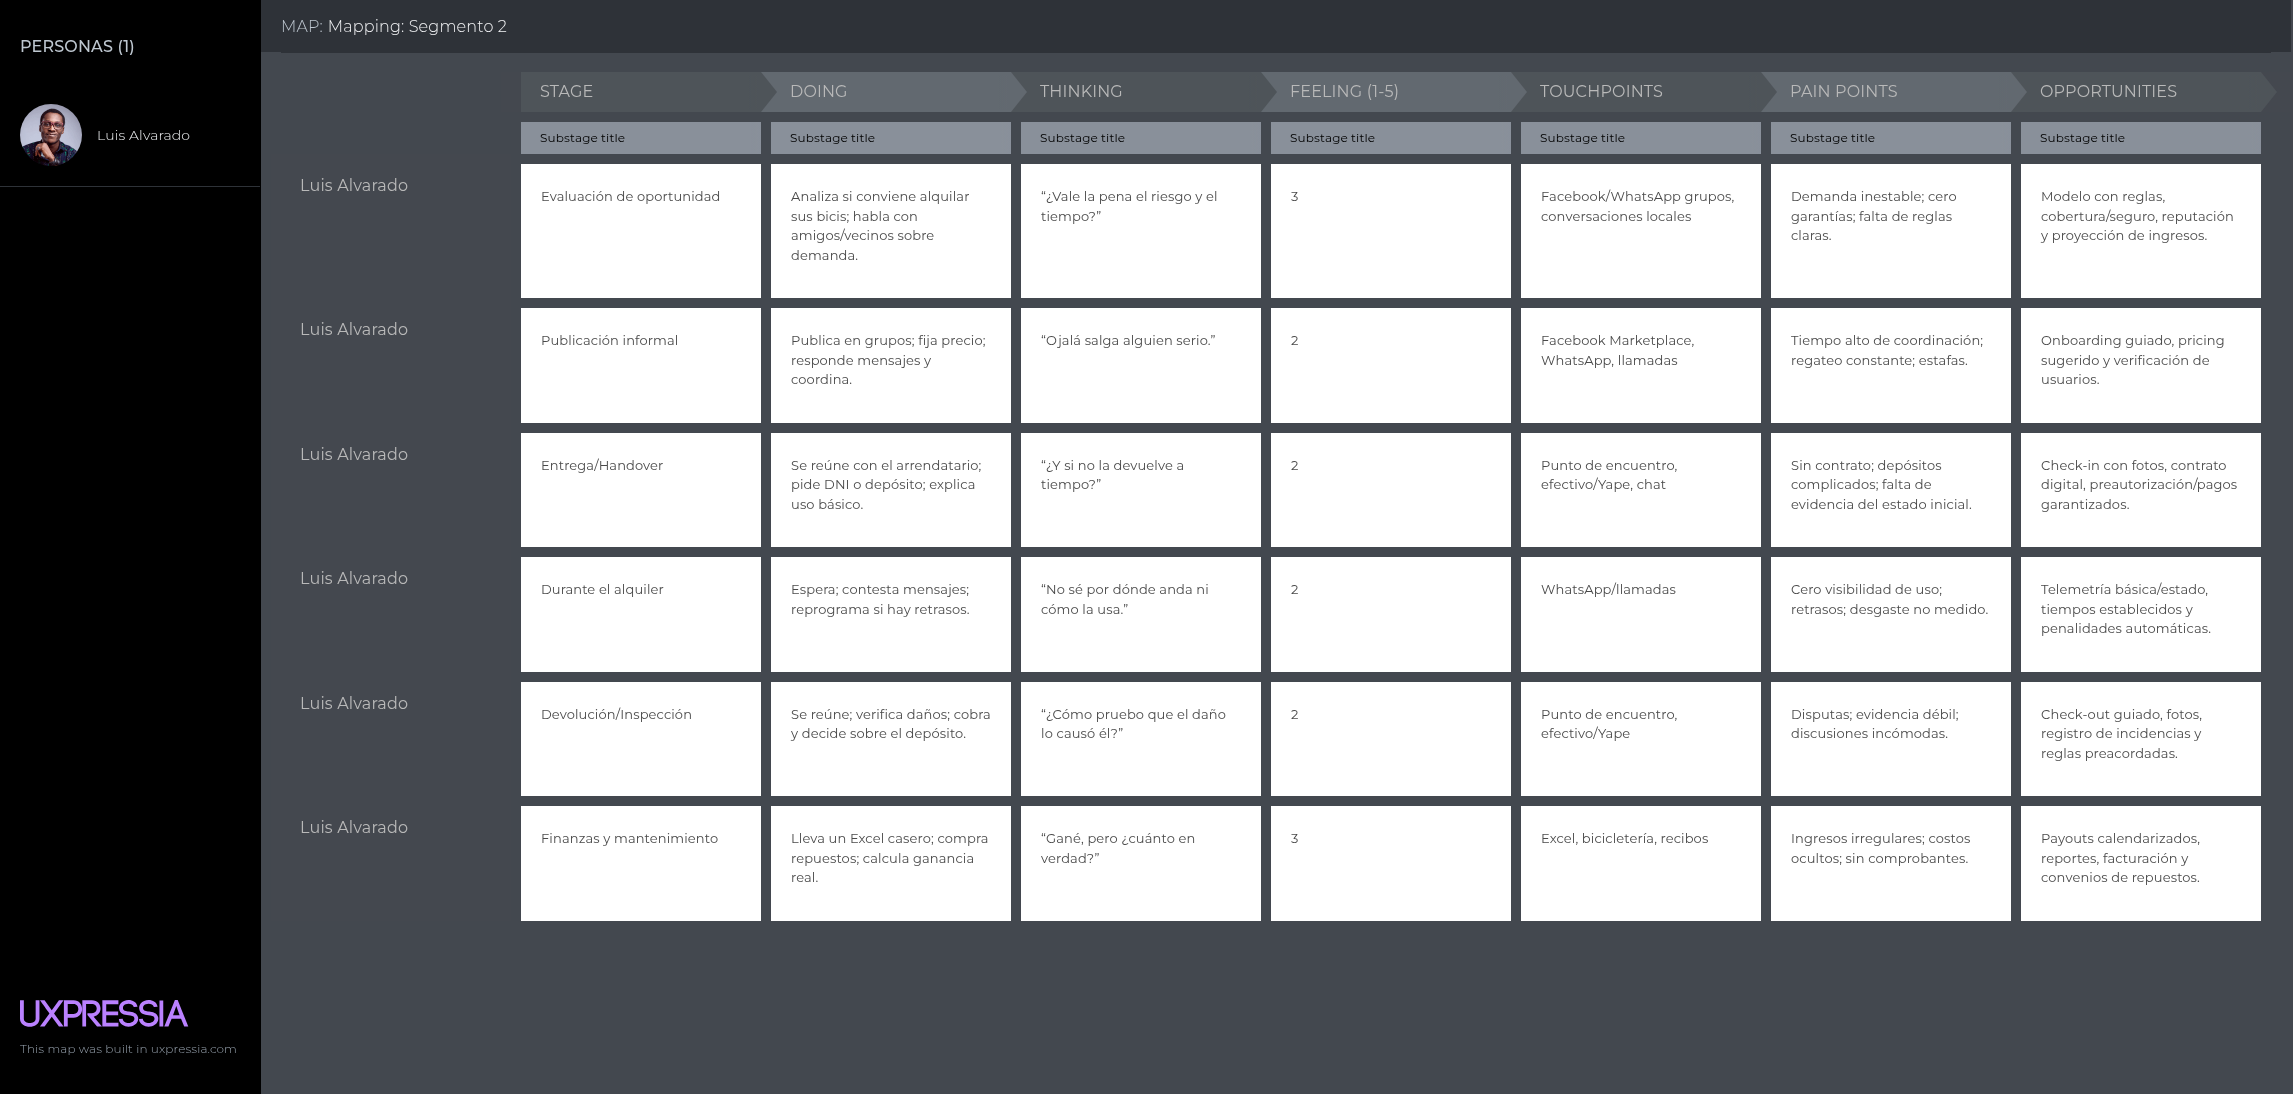 PERSONAS (1)
Luis Alvarado
UXPRESSIA
This map was built in uxpressia.com
MAP: Mapping: Segmento 2
STAGE
DOING
THINKING
FEELING (1-5)
TOUCHPOINTS
PAIN POINTS
OPPORTUNITIES
Substage title
Substage title
Substage title
Substage title
Substage title
Substage title
Substage title
Luis Alvarado
Evaluación de oportunidad
Analiza si conviene alquilar
sus bicis; habla con
amigos/vecinos sobre
demanda.
“¿Vale la pena el riesgo y el
tiempo?”
3
Facebook/WhatsApp grupos,
conversaciones locales
Demanda inestable; cero
garantías; falta de reglas
claras.
Modelo con reglas,
cobertura/seguro, reputación
y proyección de ingresos.
Luis Alvarado
Publicación informal
Publica en grupos; fija precio;
responde mensajes y
coordina.
“Ojalá salga alguien serio.”
2
Facebook Marketplace,
WhatsApp, llamadas
Tiempo alto de coordinación;
regateo constante; estafas.
Onboarding guiado, pricing
sugerido y verificación de
usuarios.
Luis Alvarado
Entrega/Handover
Se reúne con el arrendatario;
pide DNI o depósito; explica
uso básico.
“¿Y si no la devuelve a
tiempo?”
2
Punto de encuentro,
efectivo/Yape, chat
Sin contrato; depósitos
complicados; falta de
evidencia del estado inicial.
Check-in con fotos, contrato
digital, preautorización/pagos
garantizados.
Luis Alvarado
Durante el alquiler
Espera; contesta mensajes;
reprograma si hay retrasos.
“No sé por dónde anda ni
cómo la usa.”
2
WhatsApp/llamadas
Cero visibilidad de uso;
retrasos; desgaste no medido.
Telemetría básica/estado,
tiempos establecidos y
penalidades automáticas.
Luis Alvarado
Devolución/Inspección
Se reúne; verifica daños; cobra
y decide sobre el depósito.
“¿Cómo pruebo que el daño
lo causó él?”
2
Punto de encuentro,
efectivo/Yape
Disputas; evidencia débil;
discusiones incómodas.
Check-out guiado, fotos,
registro de incidencias y
reglas preacordadas.
Luis Alvarado
Finanzas y mantenimiento
Lleva un Excel casero; compra
repuestos; calcula ganancia
real.
“Gané, pero ¿cuánto en
verdad?”
3
Excel, bicicletería, recibos
Ingresos irregulares; costos
ocultos; sin comprobantes.
Payouts calendarizados,
reportes, facturación y
convenios de repuestos.